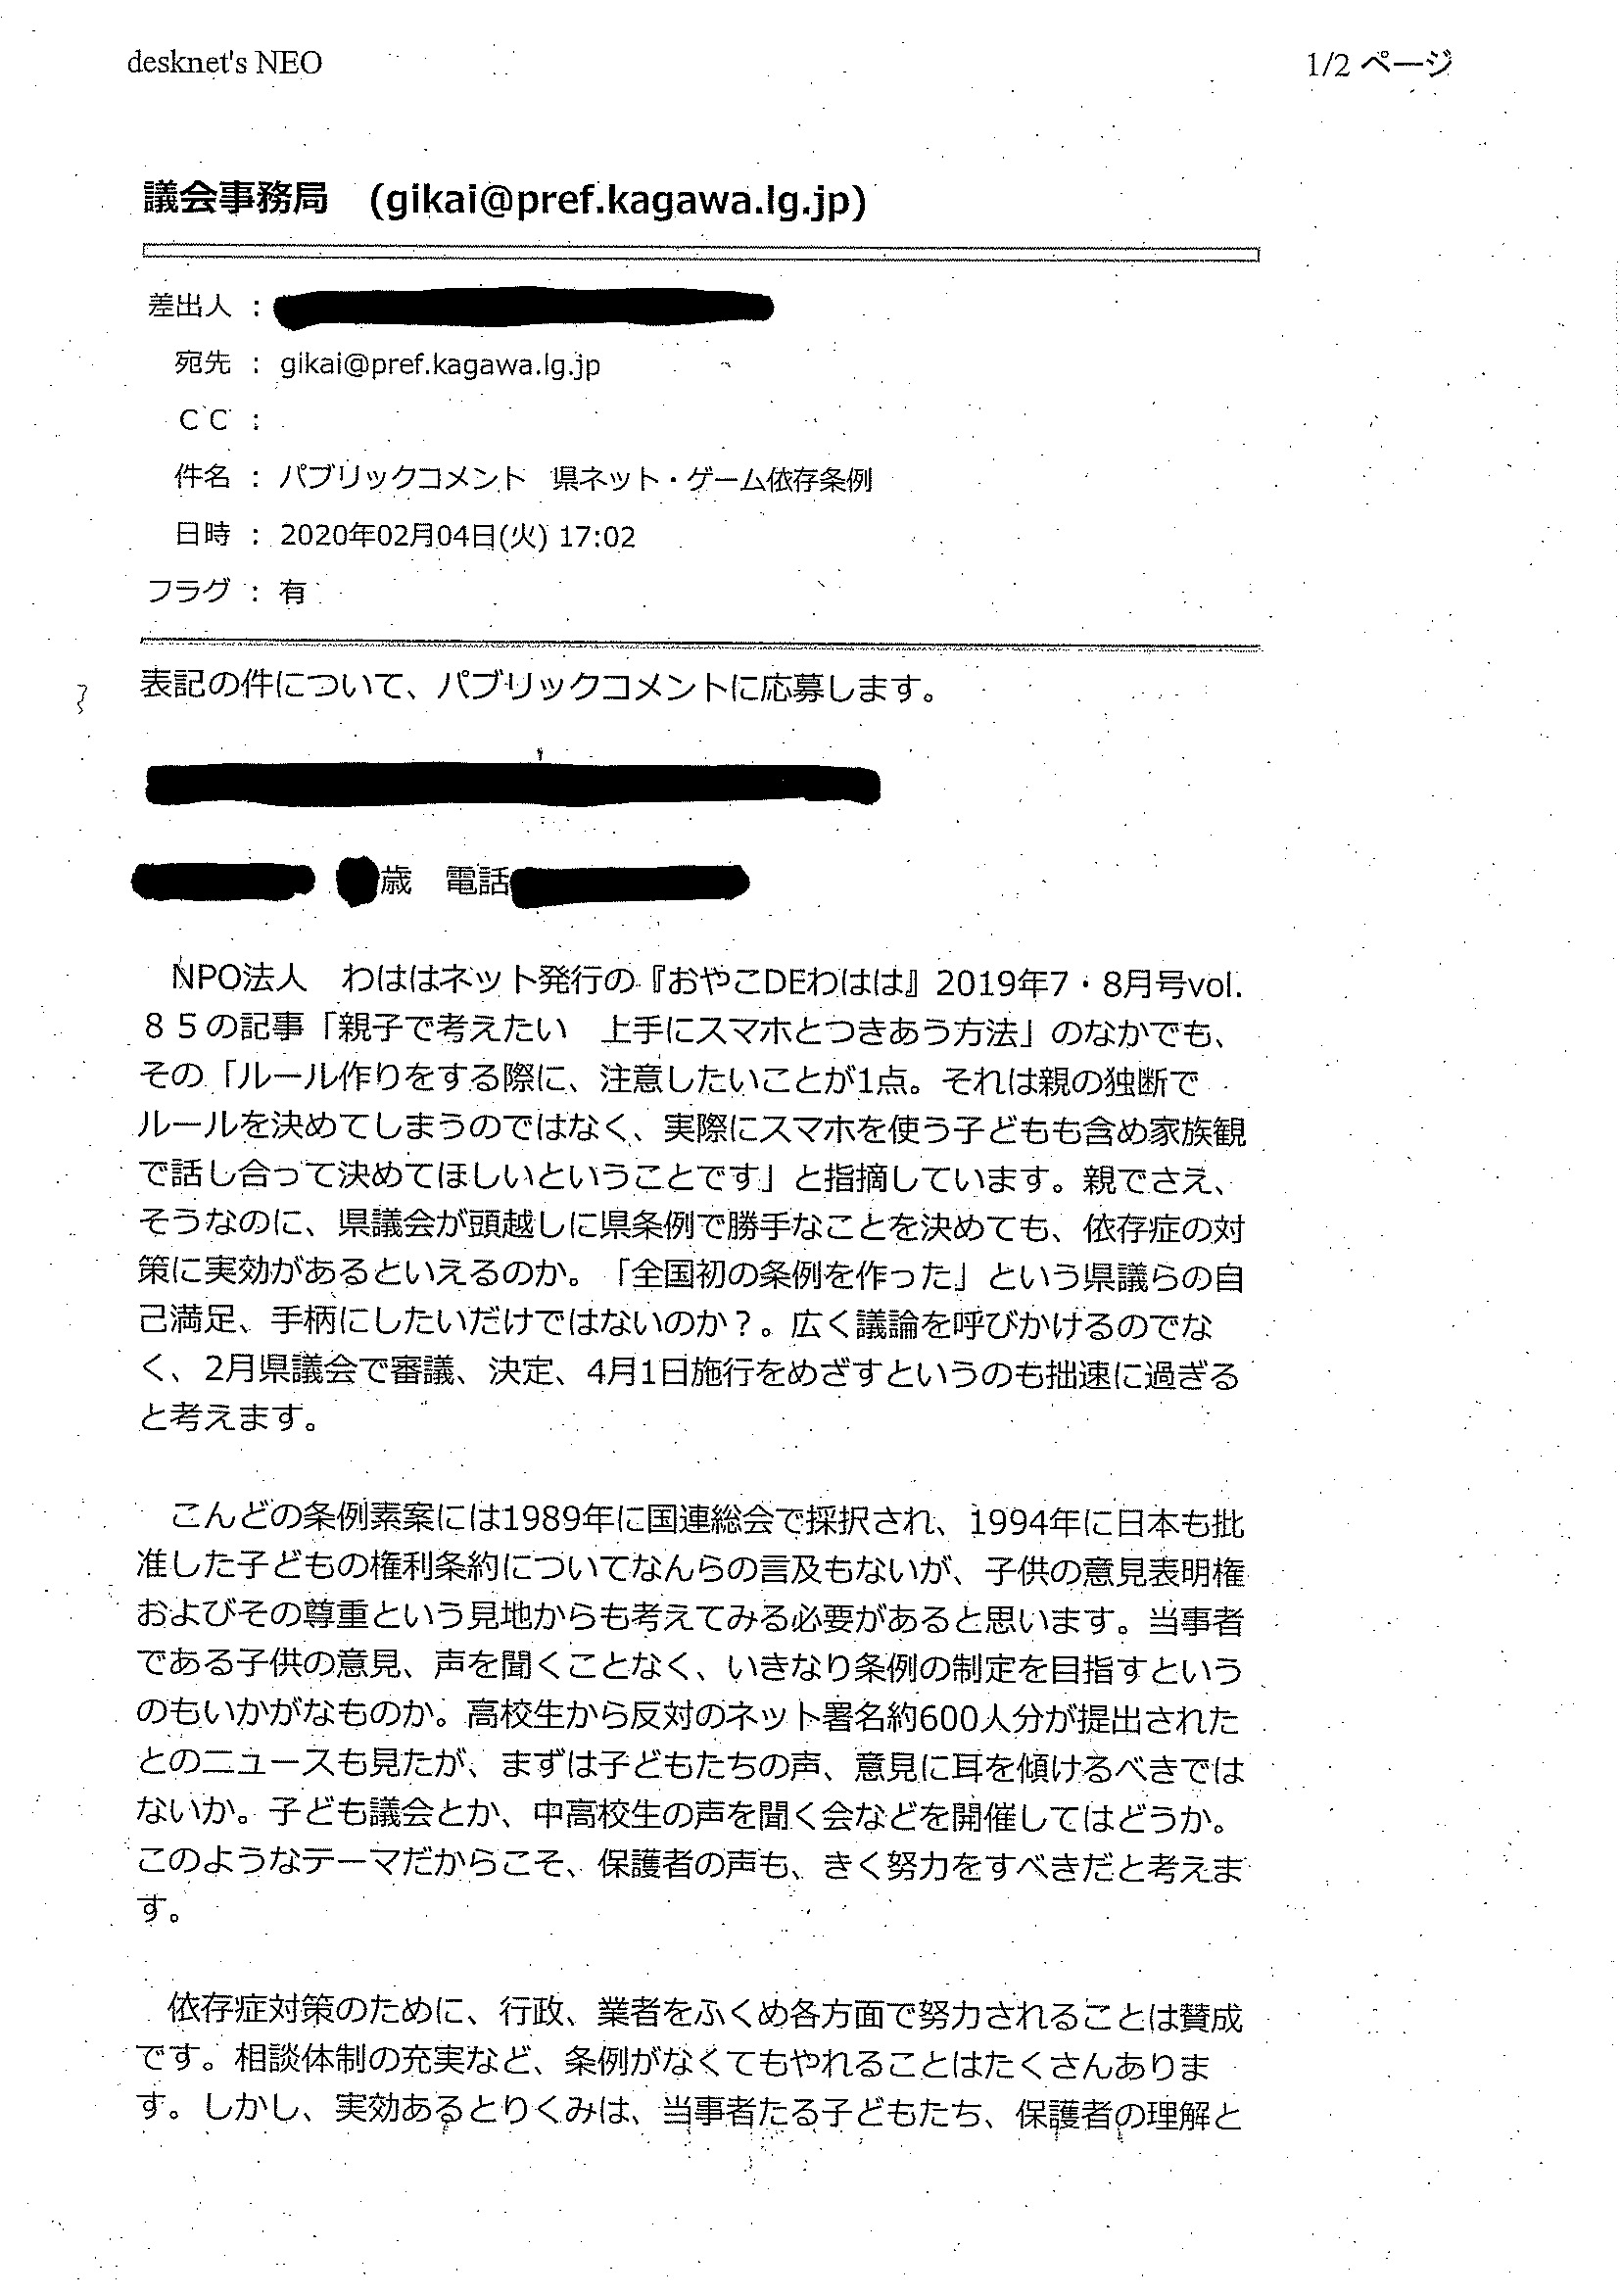 desknet's NEO
1/2 ページ
議会事務局　(gikai@pref.kagawa.lg.jp)
差出人 ：
宛先 ： gikai@pref.kagawa.lg.jp
ＣＣ ：
件名 ： パブリックコメント　県ネット・ゲーム依存条例
日時 ： 2020年02月04日(火) 17:02
フラグ ： 有
表記の件について、パブリックコメントに応募します。
歳　電話
NPO法人　わははネット発行の『おやこDEわはは』2019年7・8月号vol.
８５の記事「親子で考えたい　上手にスマホとつきあう方法」のなかでも、
その「ルール作りをする際に、注意したいことが1点。それは親の独断で
ルールを決めてしまうのではなく、実際にスマホを使う子どもも含め家族観
で話し合って決めてほしいということです」と指摘しています。親でさえ、
そうなのに、県議会が頭越しに県条例で勝手なことを決めても、依存症の対
策に実効があるといえるのか。「全国初の条例を作った」という県議らの自
己満足、手柄にしたいだけではないのか？。広く議論を呼びかけるのでな
く、2月県議会で審議、決定、4月1日施行をめざすというのも拙速に過ぎる
と考えます。
こんどの条例素案には1989年に国連総会で採択され、1994年に日本も批
准した子どもの権利条約についてなんらの言及もないが、子供の意見表明権
およびその尊重という見地からも考えてみる必要があると思います。当事者
である子供の意見、声を聞くことなく、いきなり条例の制定を目指すという
のもいかがなものか。高校生から反対のネット署名約600人分が提出された
とのニュースも見たが、まずは子どもたちの声、意見に耳を傾けるべきでは
ないか。子ども議会とか、中高校生の声を聞く会などを開催してはどうか。
このようなテーマだからこそ、保護者の声も、きく努力をすべきだと考えま
す。
依存症対策のために、行政、業者をふくめ各方面で努力されることは賛成
です。相談体制の充実など、条例がなくてもやれることはたくさんありま
す。しかし、実効あるとりくみは、当事者たる子どもたち、保護者の理解と